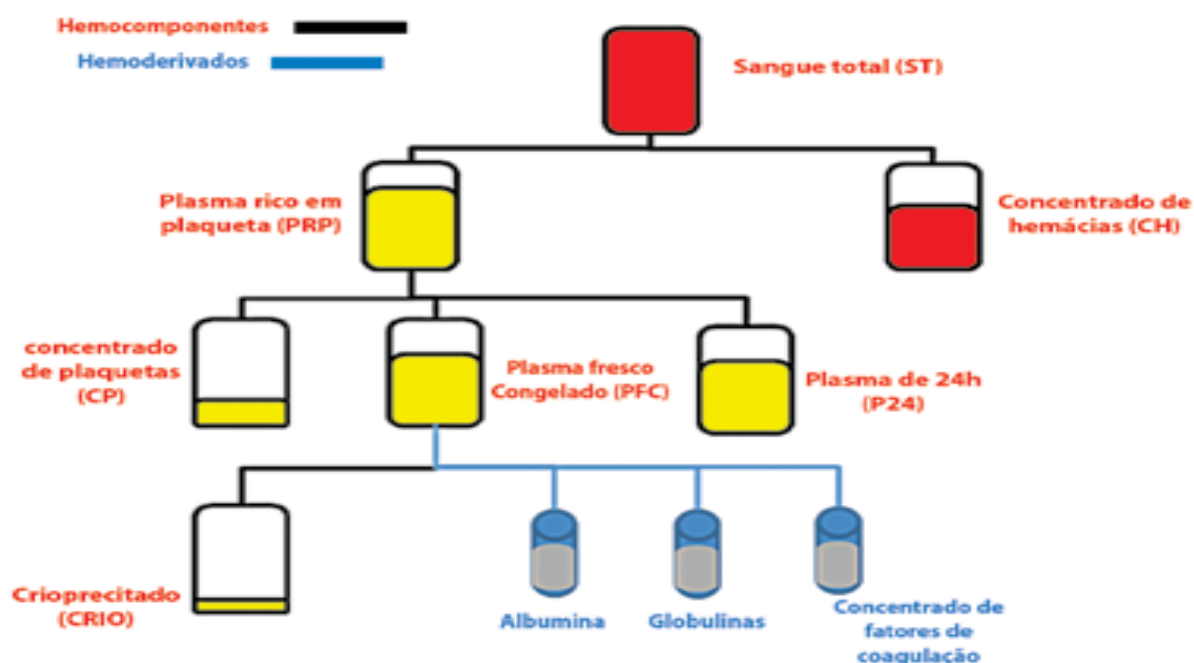 Hemocomponentes
Hemoderivados
Sangue total (ST)
Plasma rico em
plaqueta (PRP)
Concentrado de
hemácias (CH)
concentrado
de plaquetas
(CP)
Plasma fresco
Congelado (PFC)
Plasma de 24h
(P24)
Crioprecitado
(CRIO)
Albumina
Globulinas
Concentrado de
fatores de
coagulação